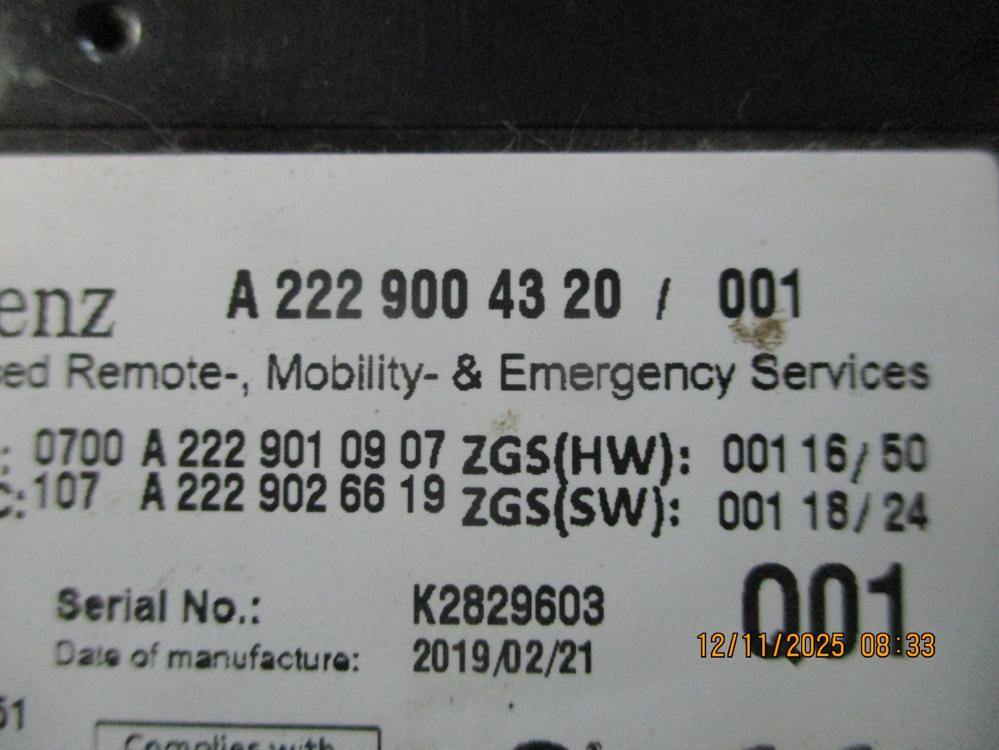 enz A 222 900 43 20 / 001
sed Remote-, Mobility- & Emergency Services
: 0700 A 222 901 09 07 ZGS(HW): 001 16/ 50
C: 107 A 222 902 66 19 ZGS(SW): 001 18/ 24
Serial No.: K2829603 Q01
Date of manufacture: 2019/02/21
12/11/2025 08:33
51
Complies with